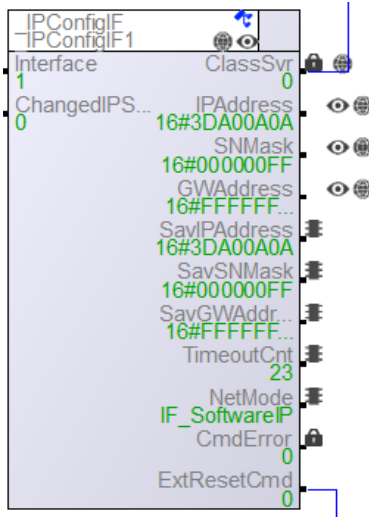 _IPConfigIF
_IPConfigIF1
Interface ClassSvr
1 0
ChangedIPS... IPAddress
0 16#3DA00A0A
SNMask
16#000000FF
GWAddress
16#FFFFFF...
SavIPAddress
16#3DA00A0A
SavSNMask
16#000000FF
SavGWAddr...
16#FFFFFF...
TimeoutCnt
23
NetMode
IF_SoftwareIP
CmdError
0
ExtResetCmd
0